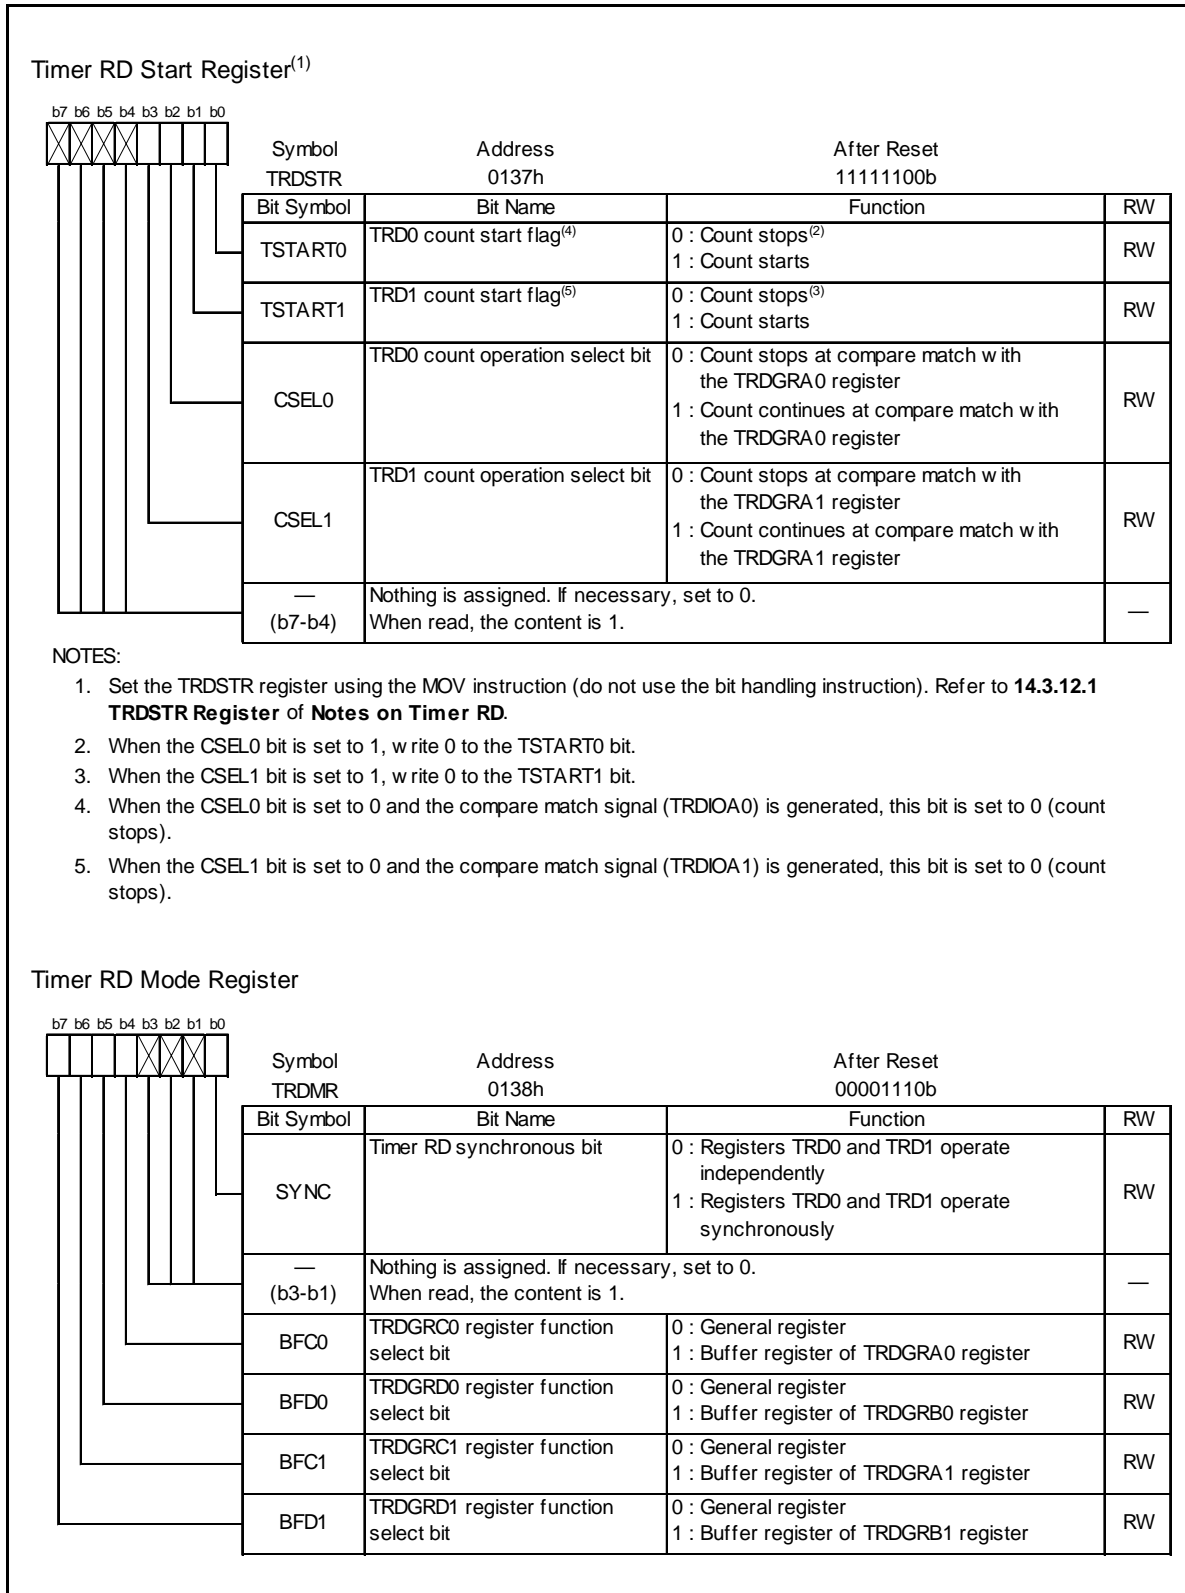 Timer RD Start Register(1)
b7 b6 b5 b4 b3 b2 b1 b0
Symbol Address After Reset
TRDSTR 0137h 11111100b
Bit Symbol Bit Name Function RW
TSTART0 TRD0 count start flag(4) 0 : Count stops(2) RW
1 : Count starts
TSTART1 TRD1 count start flag(5) 0 : Count stops(3) RW
1 : Count starts
CSEL0 TRD0 count operation select bit 0 : Count stops at compare match with RW
the TRDGRA0 register
1 : Count continues at compare match with
the TRDGRA0 register
CSEL1 TRD1 count operation select bit 0 : Count stops at compare match with RW
the TRDGRA1 register
1 : Count continues at compare match with
the TRDGRA1 register
— Nothing is assigned. If necessary, set to 0. —
(b7-b4) When read, the content is 1.
NOTES:
1. Set the TRDSTR register using the MOV instruction (do not use the bit handling instruction). Refer to 14.3.12.1
TRDSTR Register of Notes on Timer RD.
2. When the CSEL0 bit is set to 1, write 0 to the TSTART0 bit.
3. When the CSEL1 bit is set to 1, write 0 to the TSTART1 bit.
4. When the CSEL0 bit is set to 0 and the compare match signal (TRDIOA0) is generated, this bit is set to 0 (count
stops).
5. When the CSEL1 bit is set to 0 and the compare match signal (TRDIOA1) is generated, this bit is set to 0 (count
stops).
Timer RD Mode Register
b7 b6 b5 b4 b3 b2 b1 b0
Symbol Address After Reset
TRDMR 0138h 00001110b
Bit Symbol Bit Name Function RW
SYNC Timer RD synchronous bit 0 : Registers TRD0 and TRD1 operate RW
independently
1 : Registers TRD0 and TRD1 operate
synchronously
— Nothing is assigned. If necessary, set to 0. —
(b3-b1) When read, the content is 1.
BFC0 TRDGRC0 register function 0 : General register RW
select bit 1 : Buffer register of TRDGRA0 register
BFD0 TRDGRD0 register function 0 : General register RW
select bit 1 : Buffer register of TRDGRB0 register
BFC1 TRDGRC1 register function 0 : General register RW
select bit 1 : Buffer register of TRDGRA1 register
BFD1 TRDGRD1 register function 0 : General register RW
select bit 1 : Buffer register of TRDGRB1 register